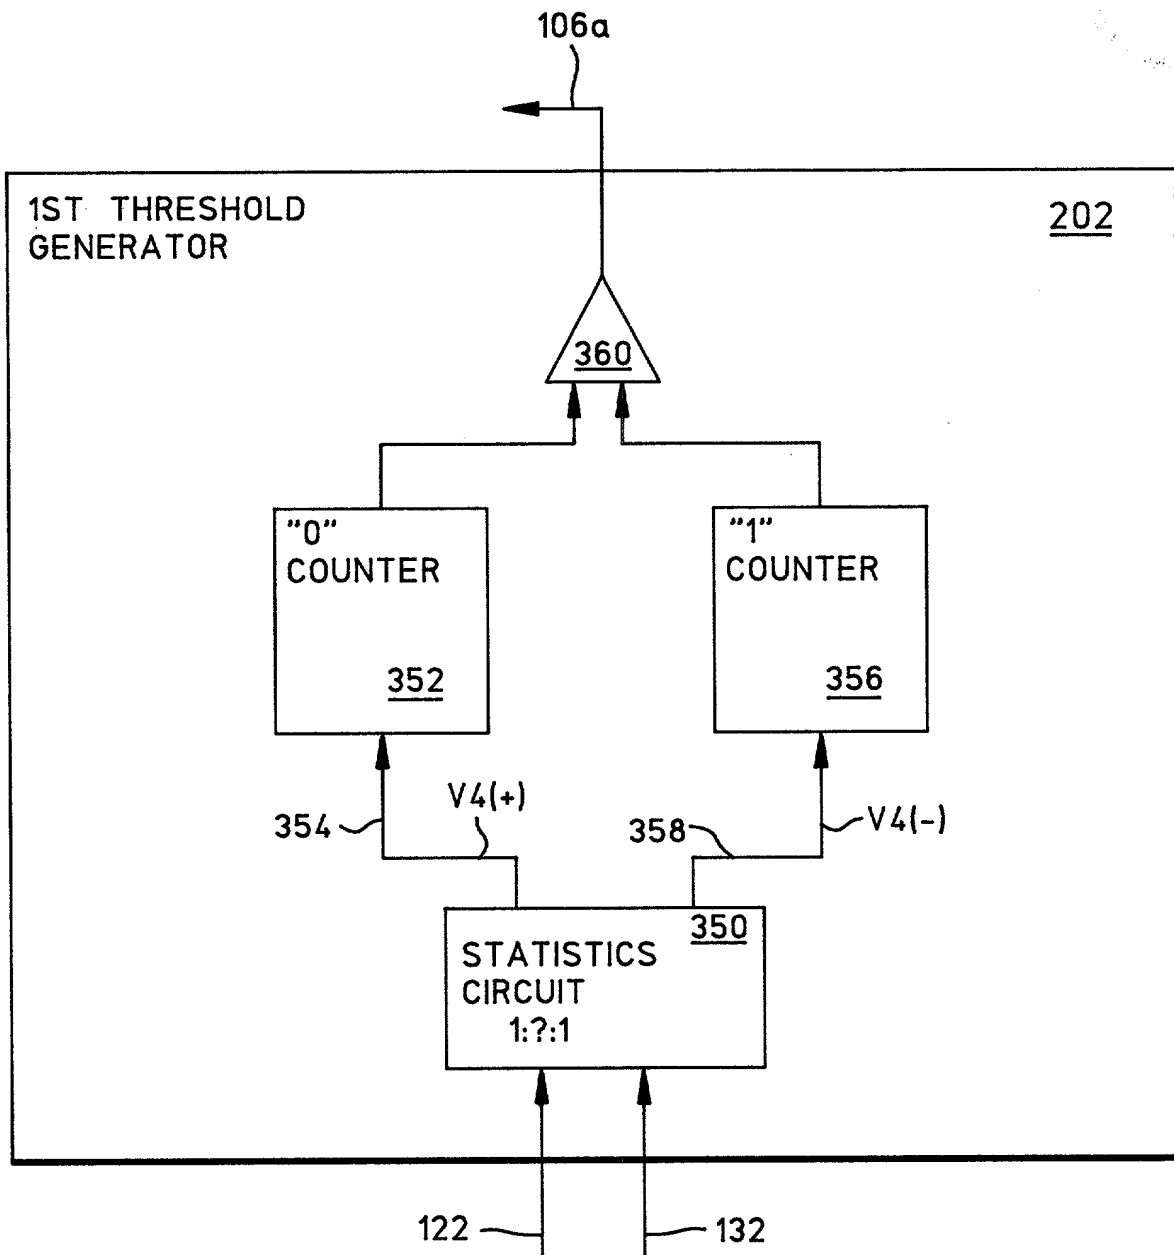 106a
1ST THRESHOLD
GENERATOR
202
360
"0"
COUNTER
352
"1"
COUNTER
356
354
V4(+)
358
V4(-)
350
STATISTICS
CIRCUIT
1:?:1
122
132